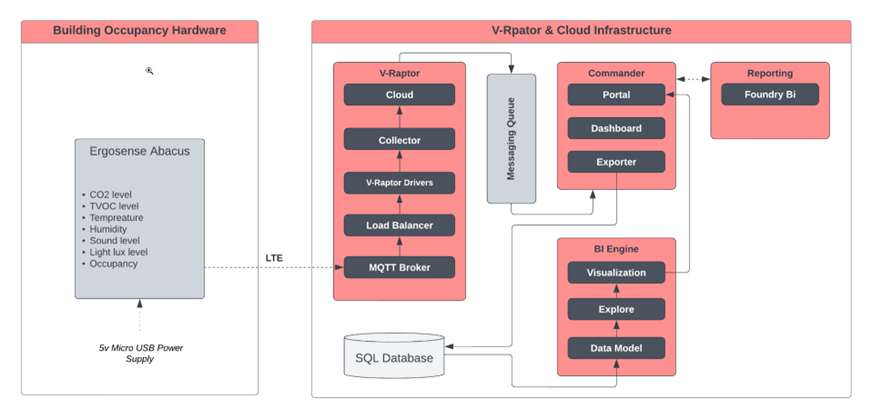 Building Occupancy Hardware
Ergosense Abacus
• CO2 level
• TVOC level
• Tempreature
• Humidity
• Sound level
• Light lux level
• Occupancy
5v Micro USB Power
Supply
LTE
V-Rpator & Cloud Infrastructure
V-Raptor
Cloud
Collector
V-Raptor Drivers
Load Balancer
MQTT Broker
Messaging Queue
Commander
Portal
Dashboard
Exporter
Reporting
Foundry Bi
BI Engine
Visualization
Explore
Data Model
SQL Database